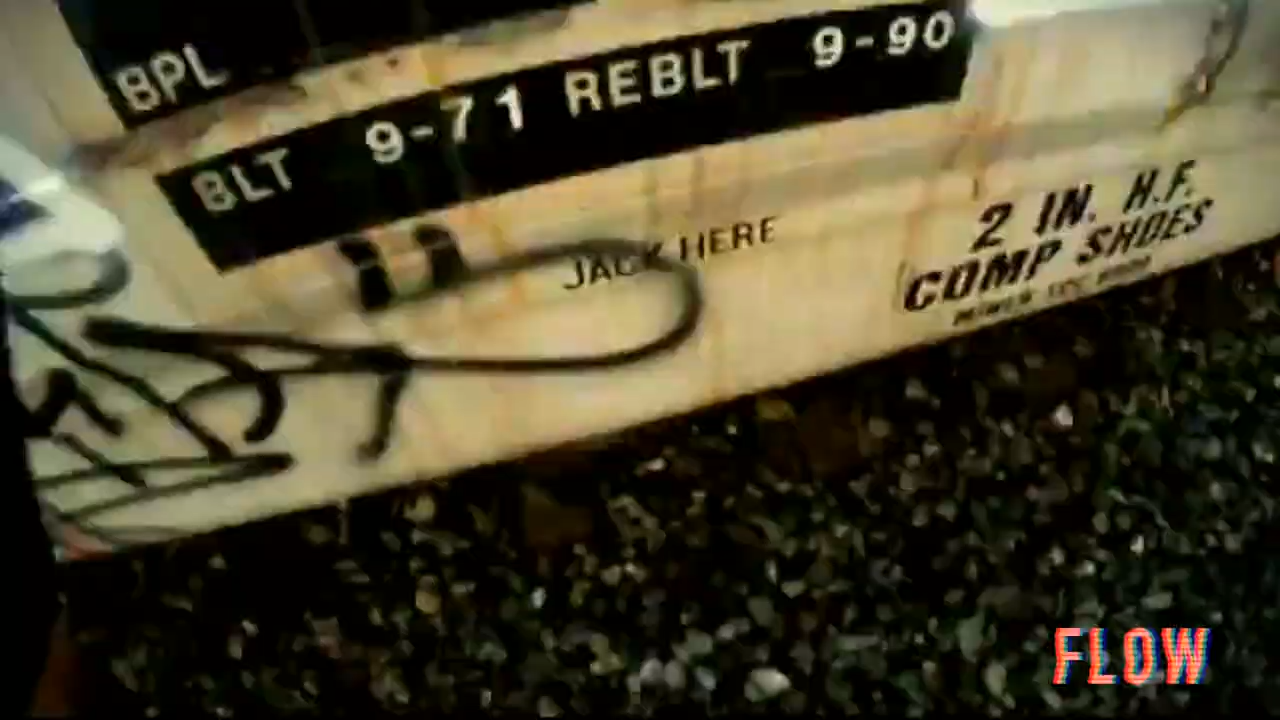 BPL
BLT 9-71 REBLT 9-90
JACK HERE
2 IN. H.F.
COMP SHOES
FLOW